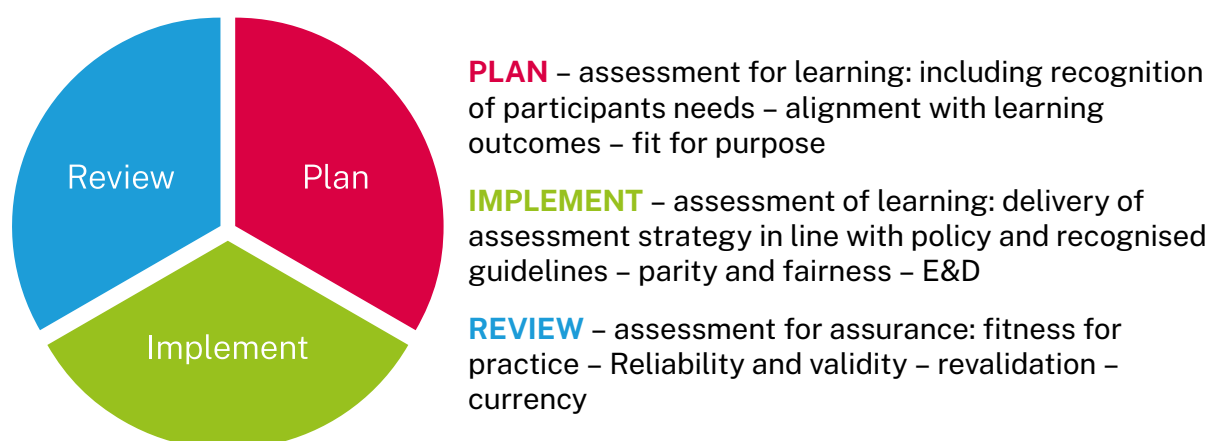 Review
Plan
Implement
PLAN – assessment for learning: including recognition
of participants needs – alignment with learning
outcomes – fit for purpose
IMPLEMENT – assessment of learning: delivery of
assessment strategy in line with policy and recognised
guidelines – parity and fairness – E&D
REVIEW – assessment for assurance: fitness for
practice – Reliability and validity – revalidation –
currency